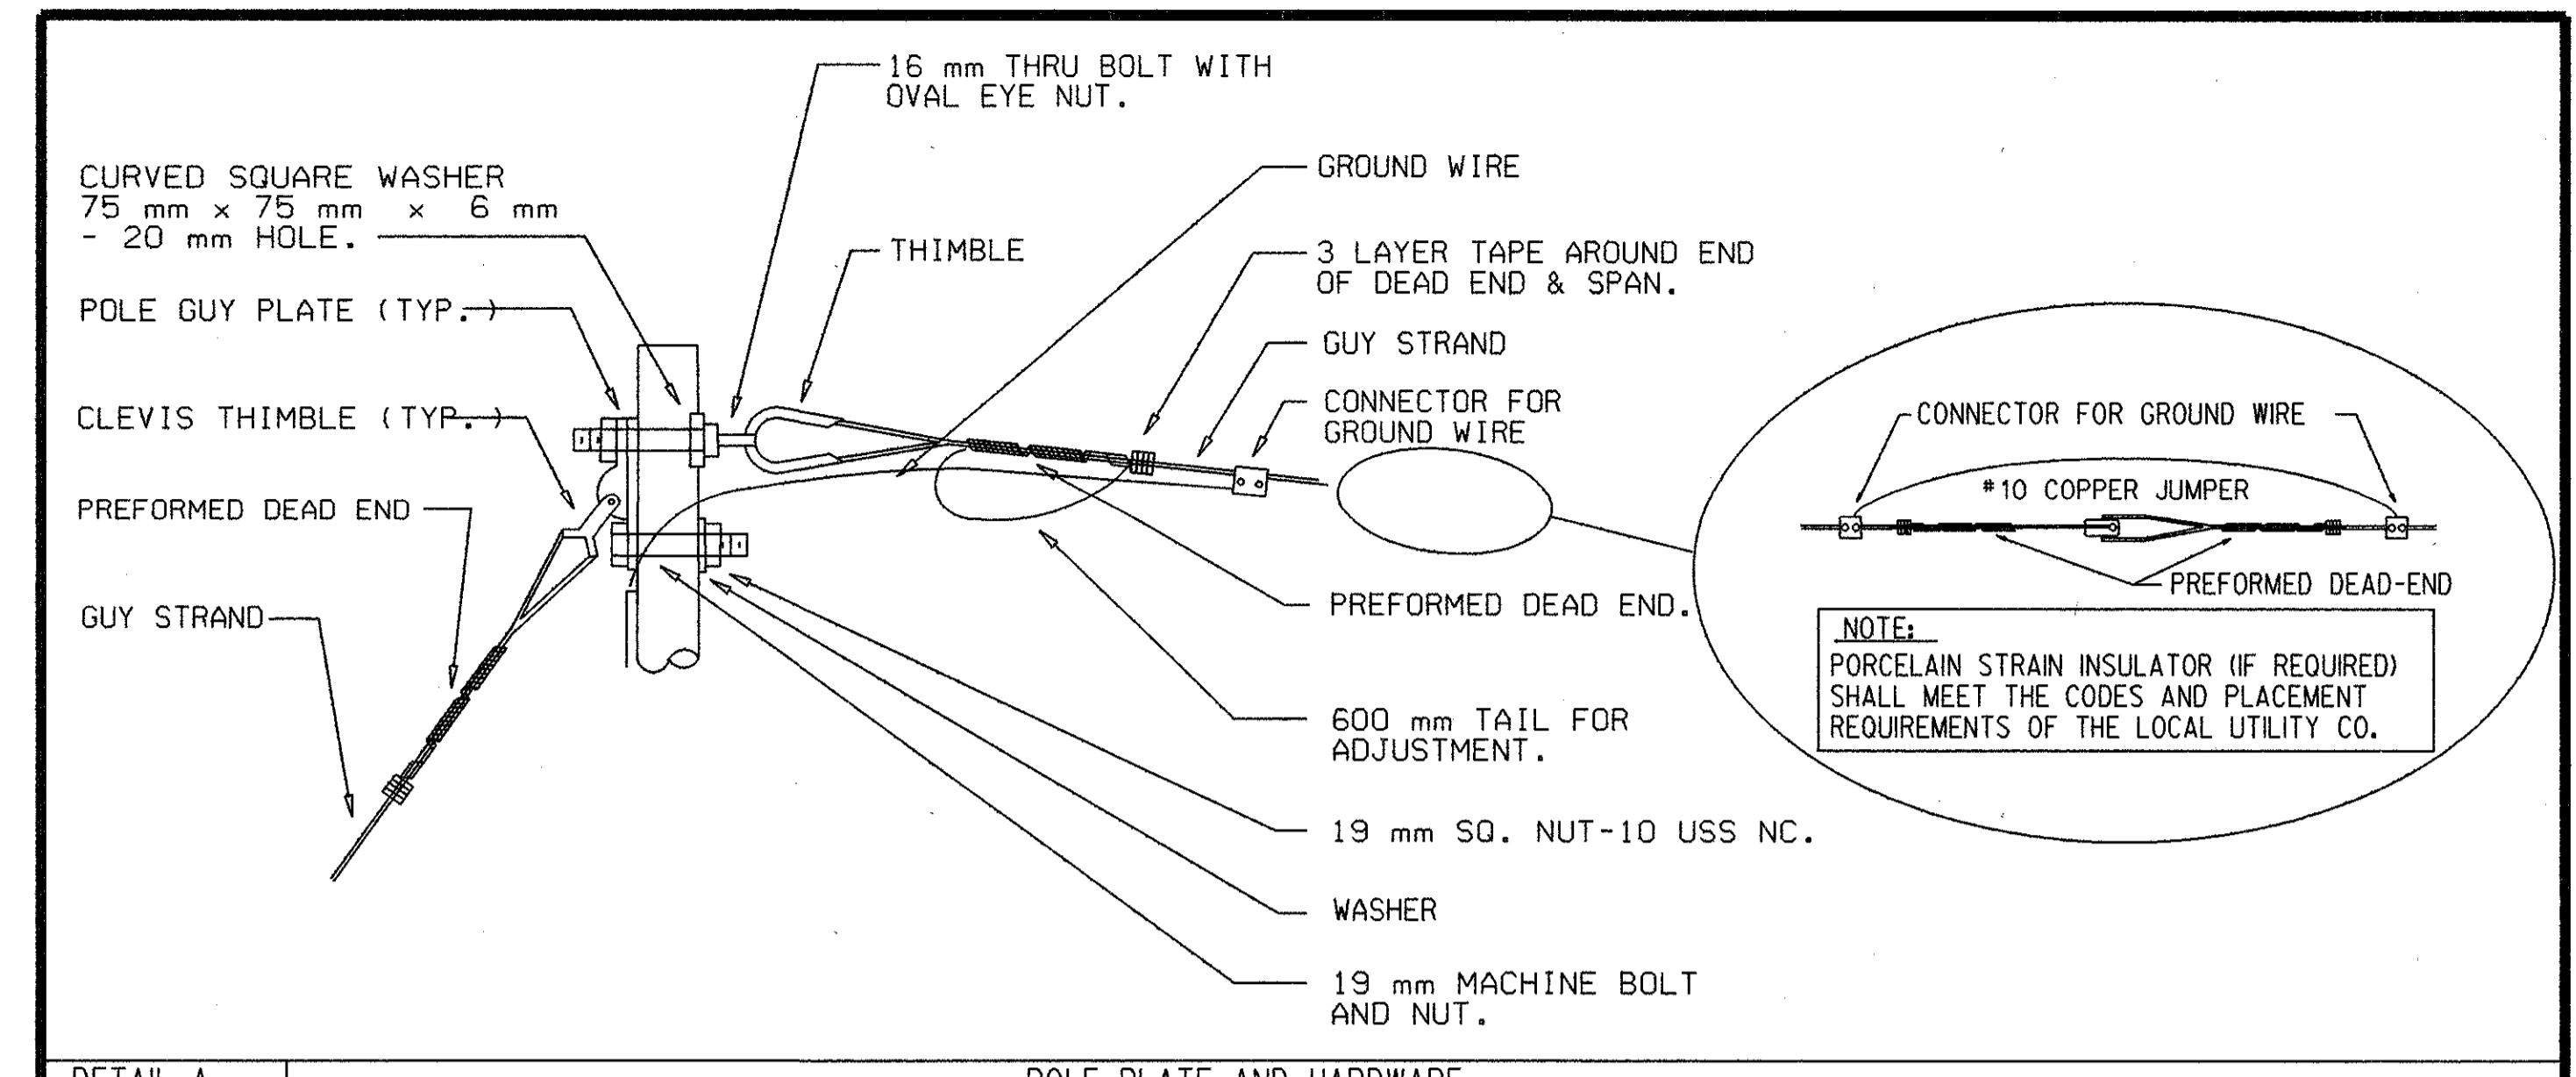 16 mm THRU BOLT WITH
OVAL EYE NUT.
CURVED SQUARE WASHER
75 mm x 75 mm x 6 mm
- 20 mm HOLE.
POLE GUY PLATE (TYP.)
CLEVIS THIMBLE (TYP.)
PREFORMED DEAD END
GUY STRAND
THIMBLE
GROUND WIRE
3 LAYER TAPE AROUND END
OF DEAD END & SPAN.
GUY STRAND
CONNECTOR FOR
GROUND WIRE
PREFORMED DEAD END.
600 mm TAIL FOR
ADJUSTMENT.
19 mm SQ. NUT-10 USS NC.
WASHER
19 mm MACHINE BOLT
AND NUT.
CONNECTOR FOR GROUND WIRE
#10 COPPER JUMPER
PREFORMED DEAD-END
NOTE:
PORCELAIN STRAIN INSULATOR (IF REQUIRED)
SHALL MEET THE CODES AND PLACEMENT
REQUIREMENTS OF THE LOCAL UTILITY CO.
DETAIL A
POLE PLATE AND HARDWARE